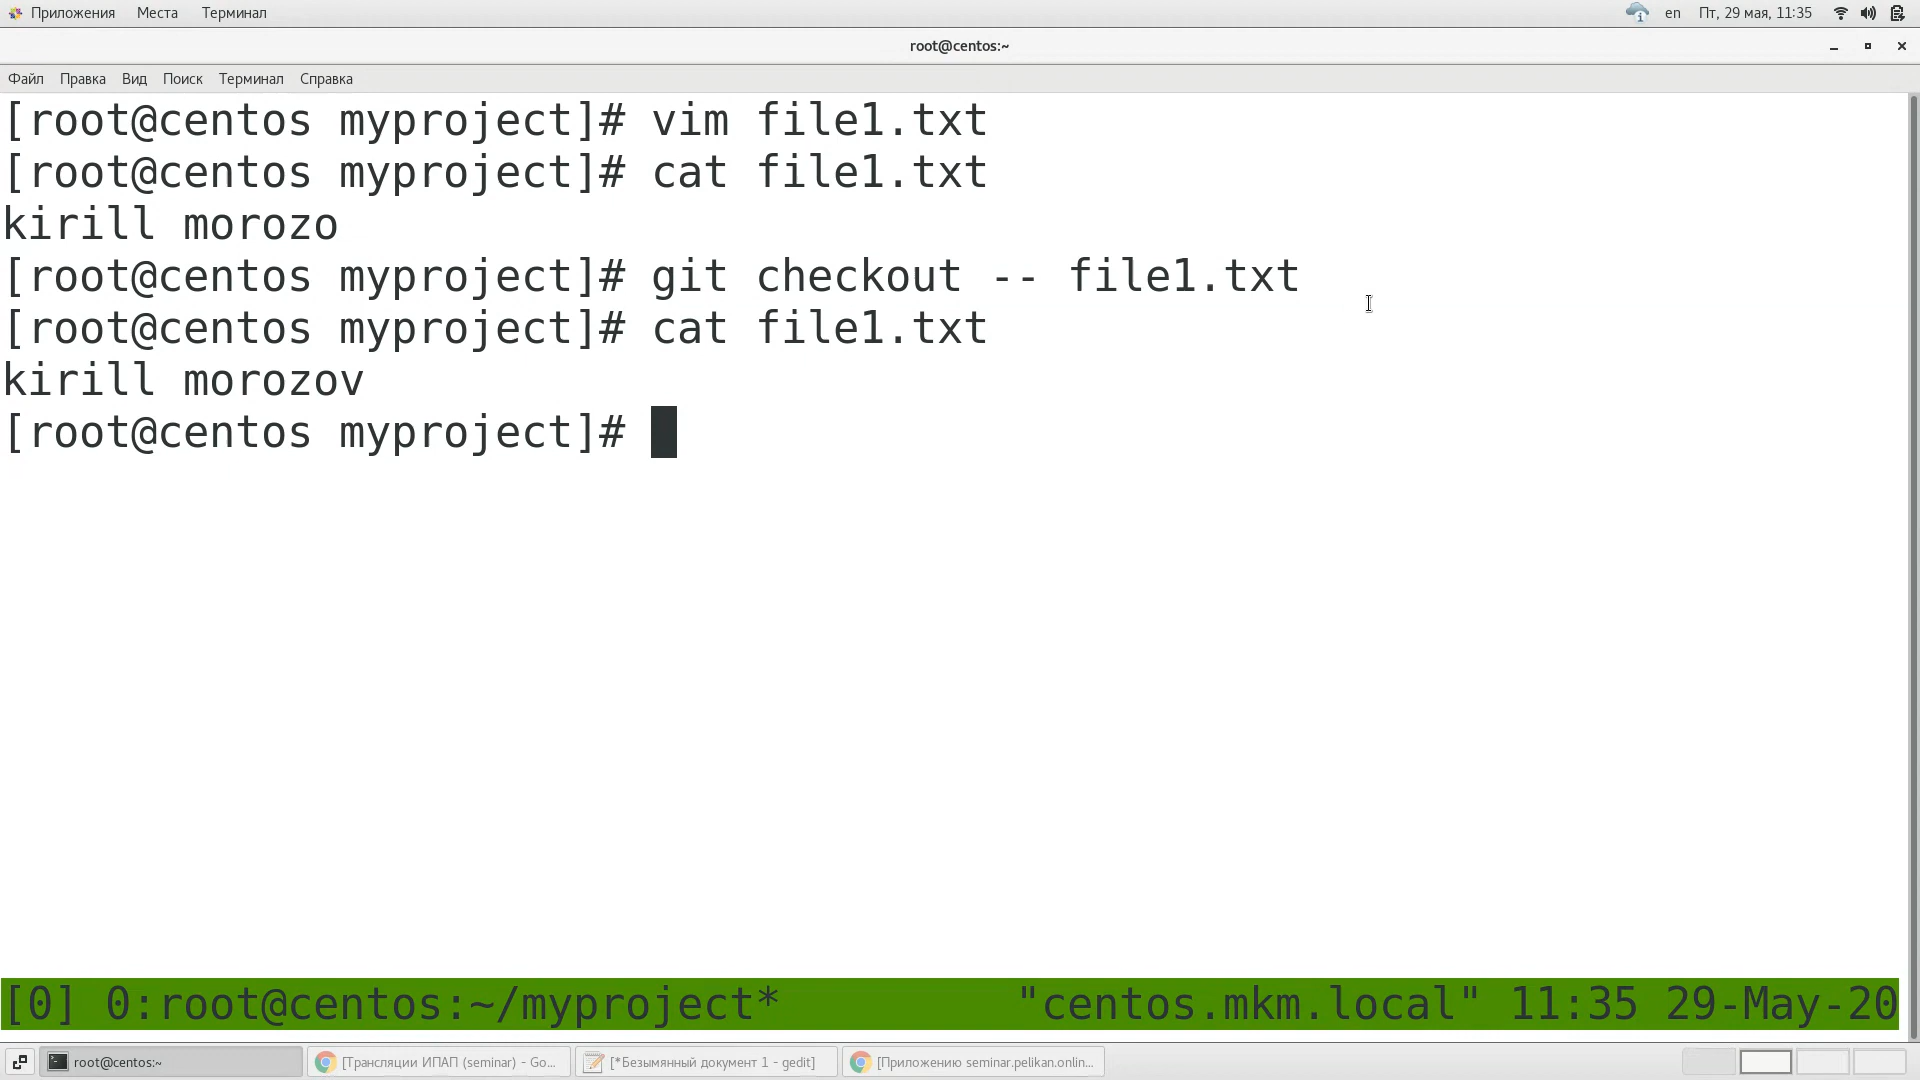 Приложения Места Терминал en Пт, 29 мая, 11:35
root@centos:~
Файл Правка Вид Поиск Терминал Справка
[root@centos myproject]# vim file1.txt
[root@centos myproject]# cat file1.txt
kirill morozo
[root@centos myproject]# git checkout -- file1.txt
[root@centos myproject]# cat file1.txt
kirill morozov
[root@centos myproject]#
[0] 0:root@centos:~/myproject* "centos.mkm.local" 11:35 29-May-20
root@centos:~ [Трансляции ИПАП (seminar) - Go... [*Безымянный документ 1 - gedit] [Приложению seminar.pelikan.onlin...